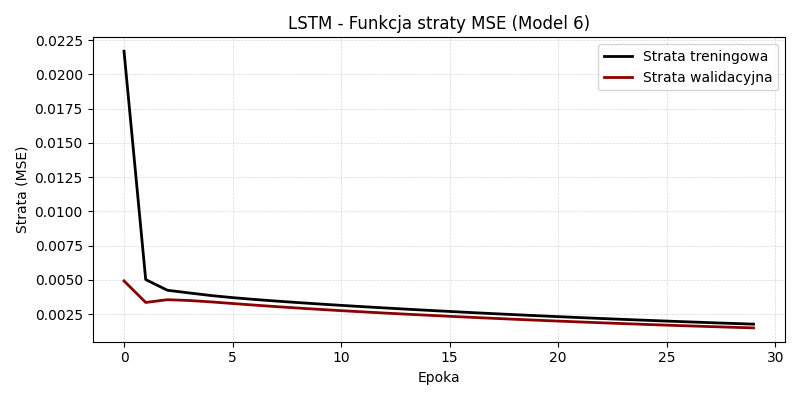 LSTM - Funkcja straty MSE (Model 6)
Strata (MSE)
0.0225
0.0200
0.0175
0.0150
0.0125
0.0100
0.0075
0.0050
0.0025
Strata treningowa
Strata walidacyjna
0 5 10 15 20 25 30
Epoka